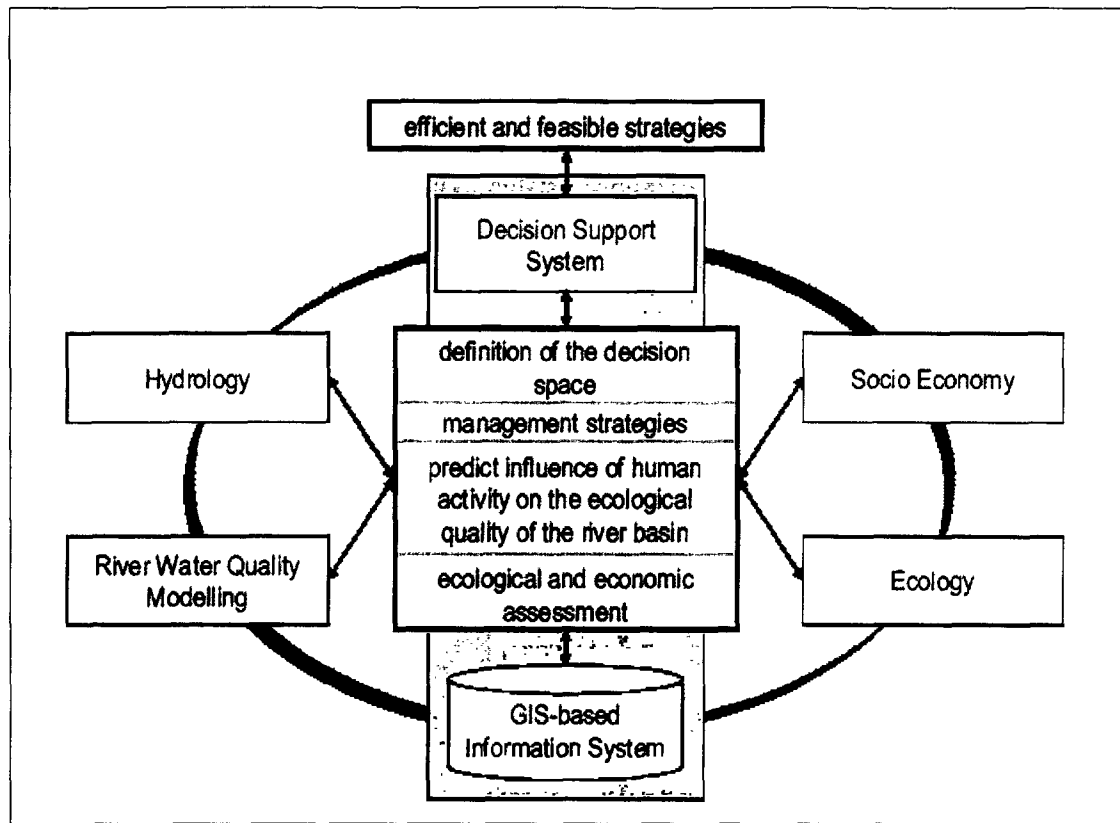 efficient and feasible strategies
Decision Support
System
definition of the decision
space
management strategies
predict influence of human
activity on the ecological
quality of the river basin
ecological and economic
assessment
Hydrology
River Water Quality
Modelling
Socio Economy
Ecology
GIS-based
Information System